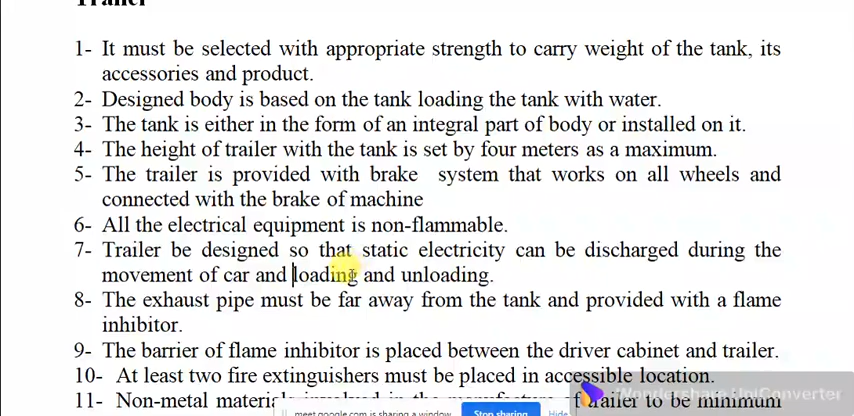 Trailer
1- It must be selected with appropriate strength to carry weight of the tank, its
accessories and product.
2- Designed body is based on the tank loading the tank with water.
3- The tank is either in the form of an integral part of body or installed on it.
4- The height of trailer with the tank is set by four meters as a maximum.
5- The trailer is provided with brake system that works on all wheels and
connected with the brake of machine
6- All the electrical equipment is non-flammable.
7- Trailer be designed so that static electricity can be discharged during the
movement of car and loading and unloading.
8- The exhaust pipe must be far away from the tank and provided with a flame
inhibitor.
9- The barrier of flame inhibitor is placed between the driver cabinet and trailer.
10- At least two fire extinguishers must be placed in accessible location.
11- Non-metal materials involved in the trailer to be minimum
meet.google.com is sharing a window. Stop sharing Hide
Wondershare UniConverter